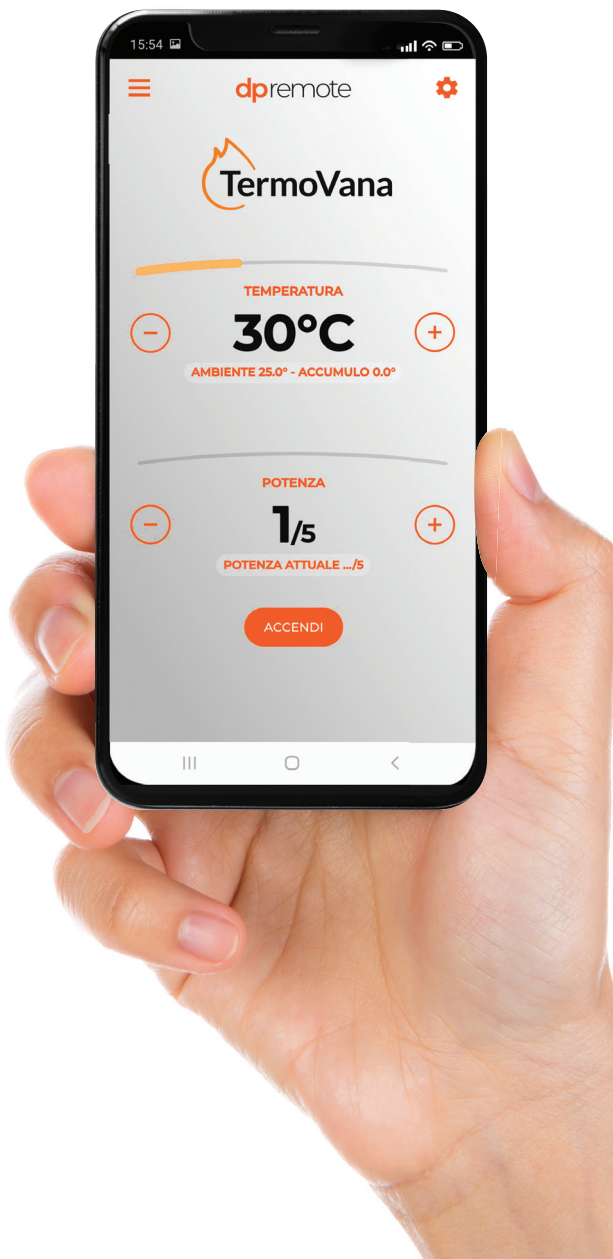 15:54
dpremote
TermoVana
TEMPERATURA
30°C
AMBIENTE 25.0° - ACCUMULO 0.0°
POTENZA
1/5
POTENZA ATTUALE .../5
ACCENDI